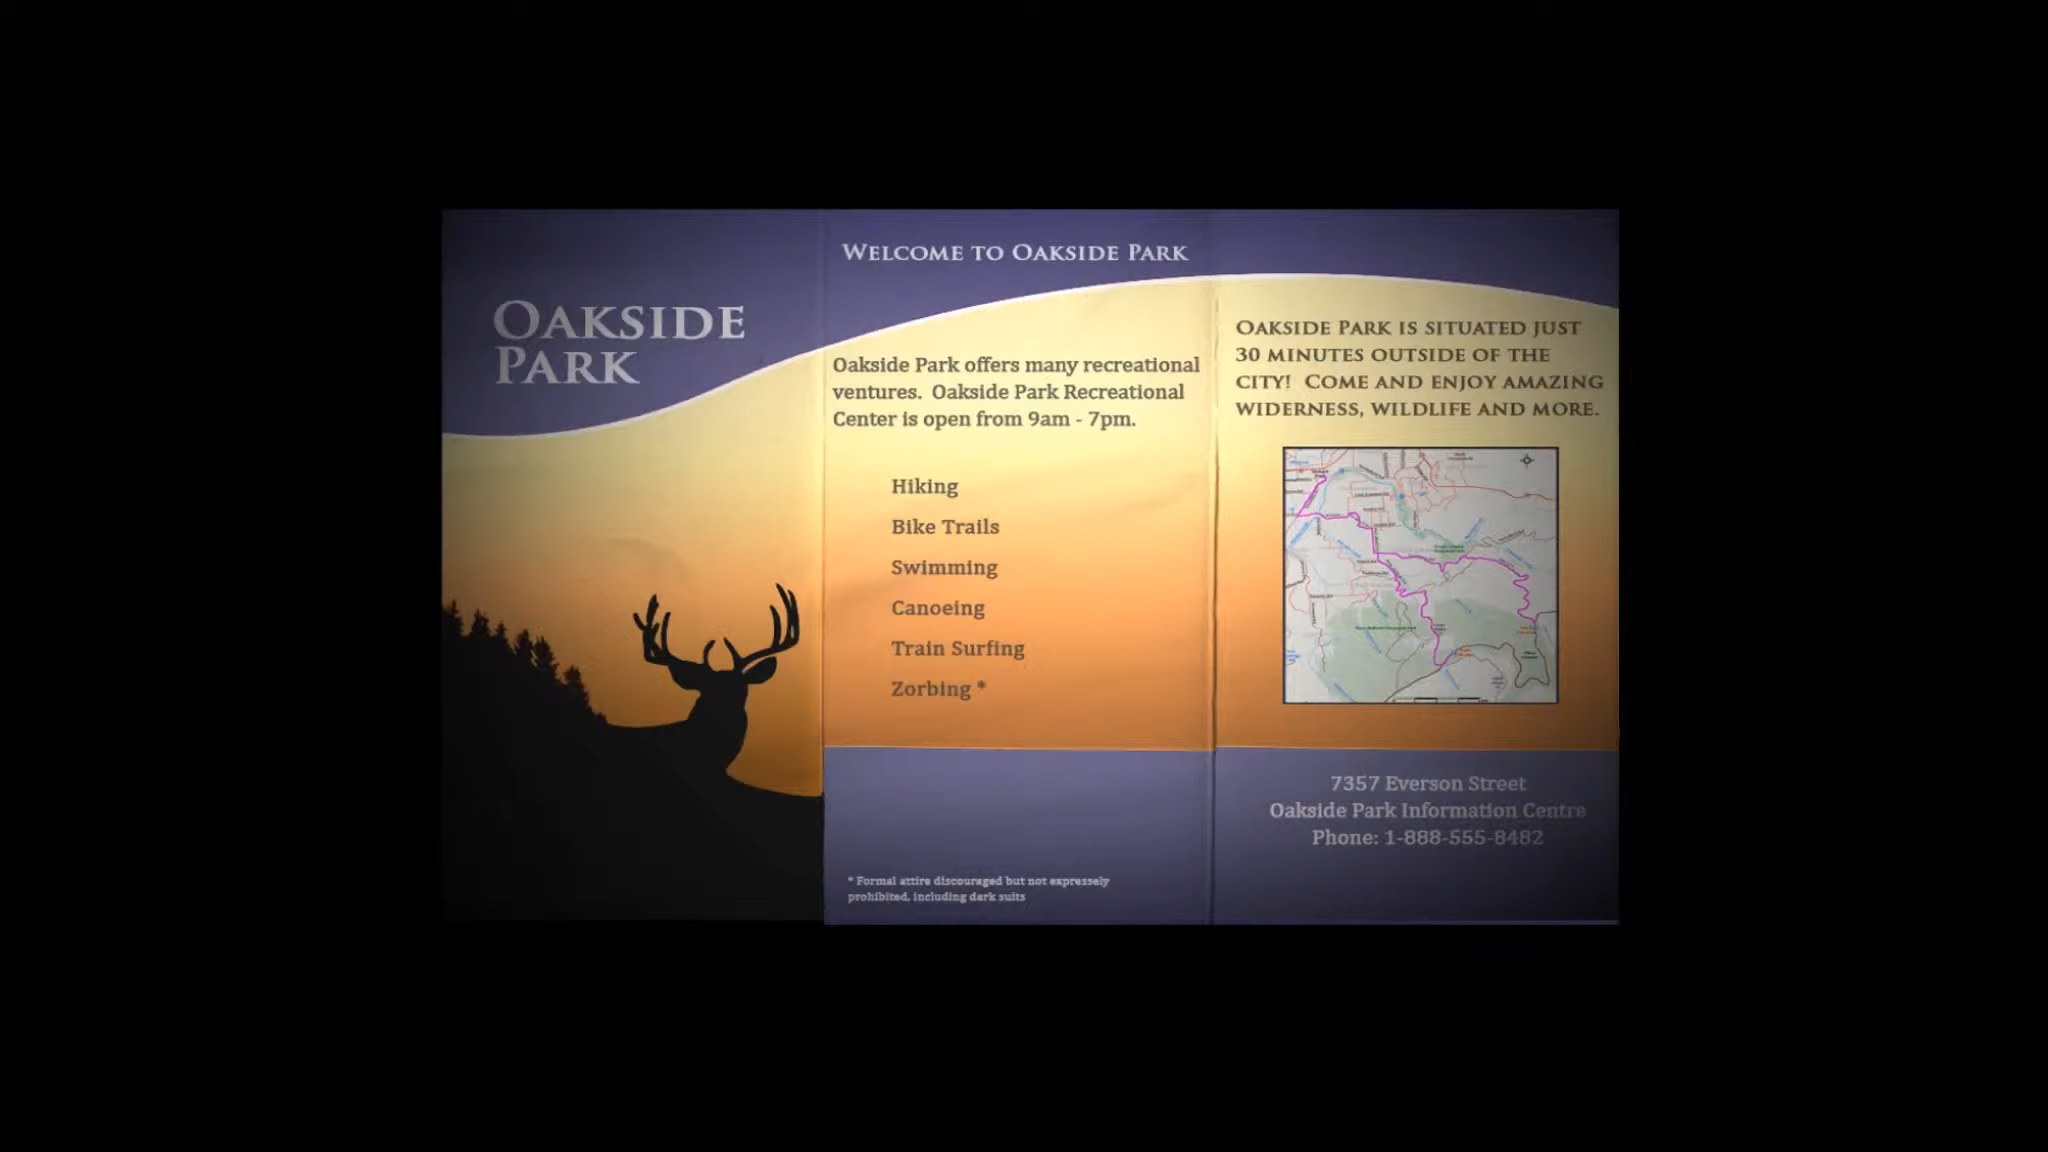 OAKSIDE
PARK
WELCOME TO OAKSIDE PARK
Oakside Park offers many recreational
ventures.  Oakside Park Recreational
Center is open from 9am - 7pm.
Hiking
Bike Trails
Swimming
Canoeing
Train Surfing
Zorbing *
* Formal attire discouraged but not expressely
prohibited, including dark suits
OAKSIDE PARK IS SITUATED JUST
30 MINUTES OUTSIDE OF THE
CITY!  COME AND ENJOY AMAZING
WIDERNESS, WILDLIFE AND MORE.
7357 Everson Street
Oakside Park Information Centre
Phone: 1-888-555-8482